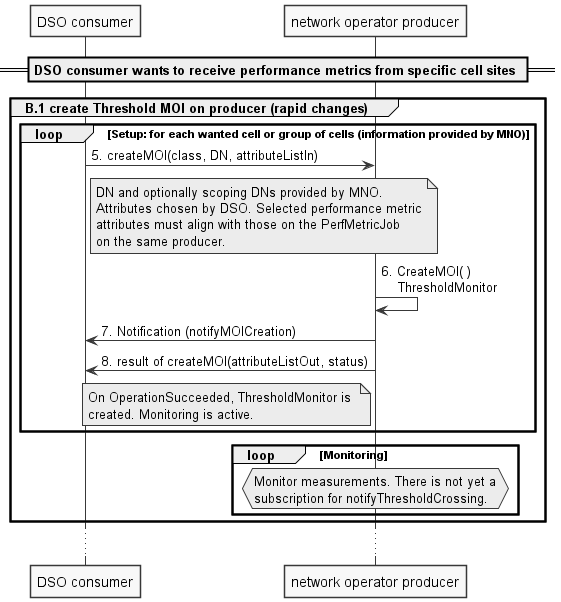 DSO consumer
network operator producer
DSO consumer wants to receive performance metrics from specific cell sites
B.1 create Threshold MOI on producer (rapid changes)
loop
[Setup: for each wanted cell or group of cells (information provided by MNO)]
5. createMOI(class, DN, attributeListIn)
DN and optionally scoping DNs provided by MNO.
Attributes chosen by DSO. Selected performance metric
attributes must align with those on the PerfMetricJob
on the same producer.
6. CreateMOI( )
ThresholdMonitor
7. Notification (notifyMOICreation)
8. result of createMOI(attributeListOut, status)
On OperationSucceeded, ThresholdMonitor is
created. Monitoring is active.
loop
[Monitoring]
Monitor measurements. There is not yet a
subscription for notifyThresholdCrossing.
DSO consumer
network operator producer